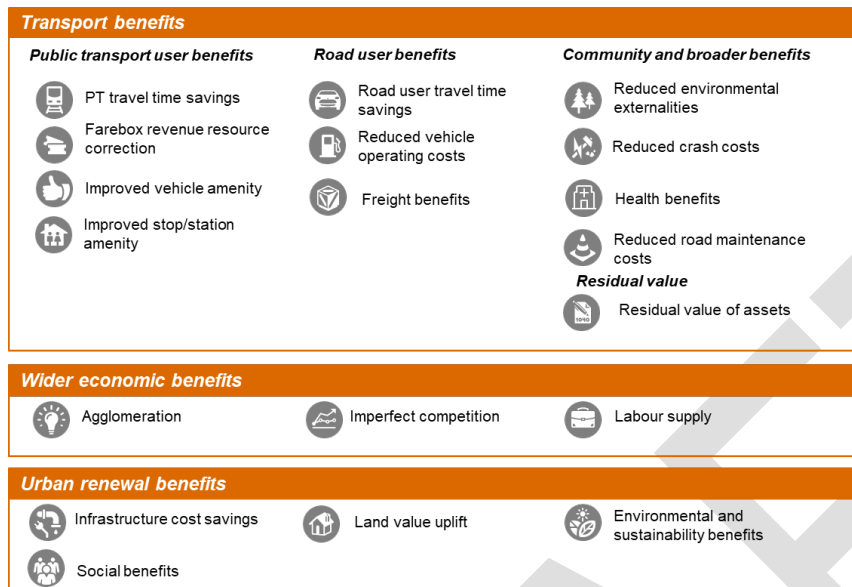 Transport benefits
Public transport user benefits
PT travel time savings
Farebox revenue resource
correction
Improved vehicle amenity
Improved stop/station
amenity
Road user benefits
Road user travel time
savings
Reduced vehicle
operating costs
Freight benefits
Community and broader benefits
Reduced environmental
externalities
Reduced crash costs
Health benefits
Reduced road maintenance
costs
Residual value
Residual value of assets
Wider economic benefits
Agglomeration
Imperfect competition
Labour supply
Urban renewal benefits
Infrastructure cost savings
Land value uplift
Environmental and
sustainability benefits
Social benefits